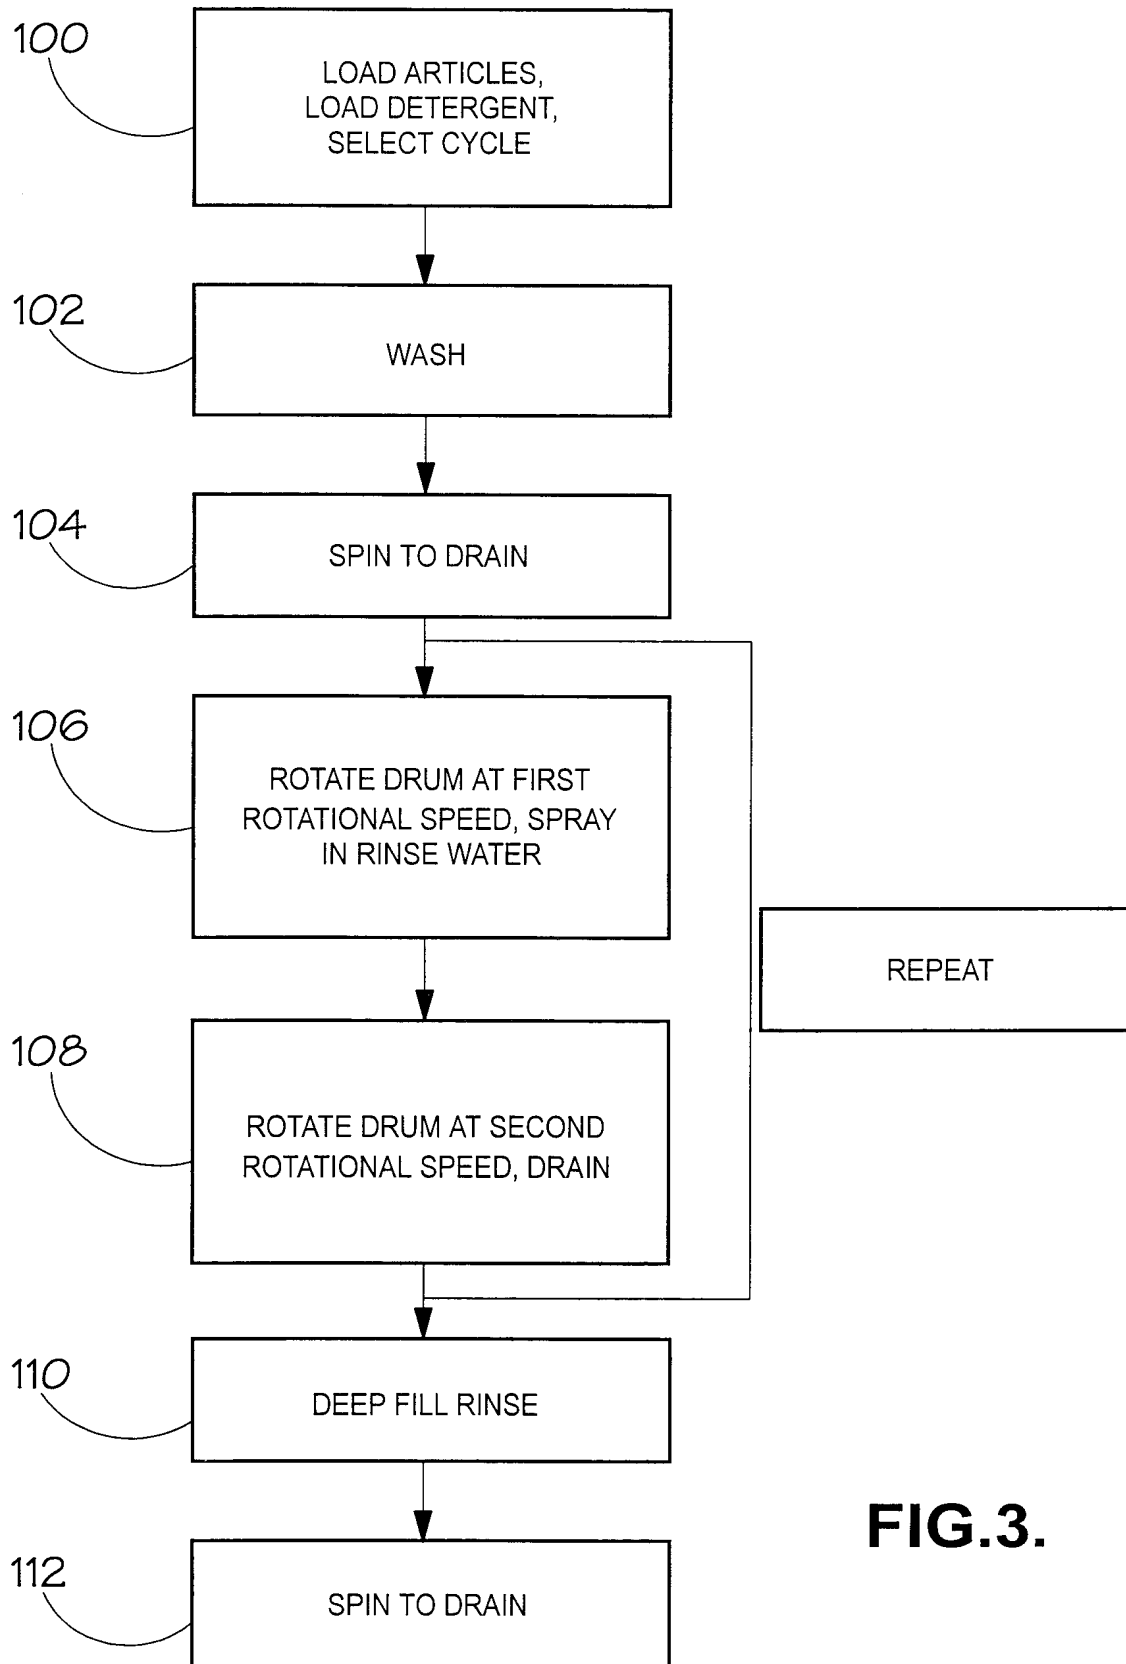 100
LOAD ARTICLES,
LOAD DETERGENT,
SELECT CYCLE
102
WASH
104
SPIN TO DRAIN
106
ROTATE DRUM AT FIRST
ROTATIONAL SPEED, SPRAY
IN RINSE WATER
REPEAT
108
ROTATE DRUM AT SECOND
ROTATIONAL SPEED, DRAIN
110
DEEP FILL RINSE
112
SPIN TO DRAIN
FIG.3.